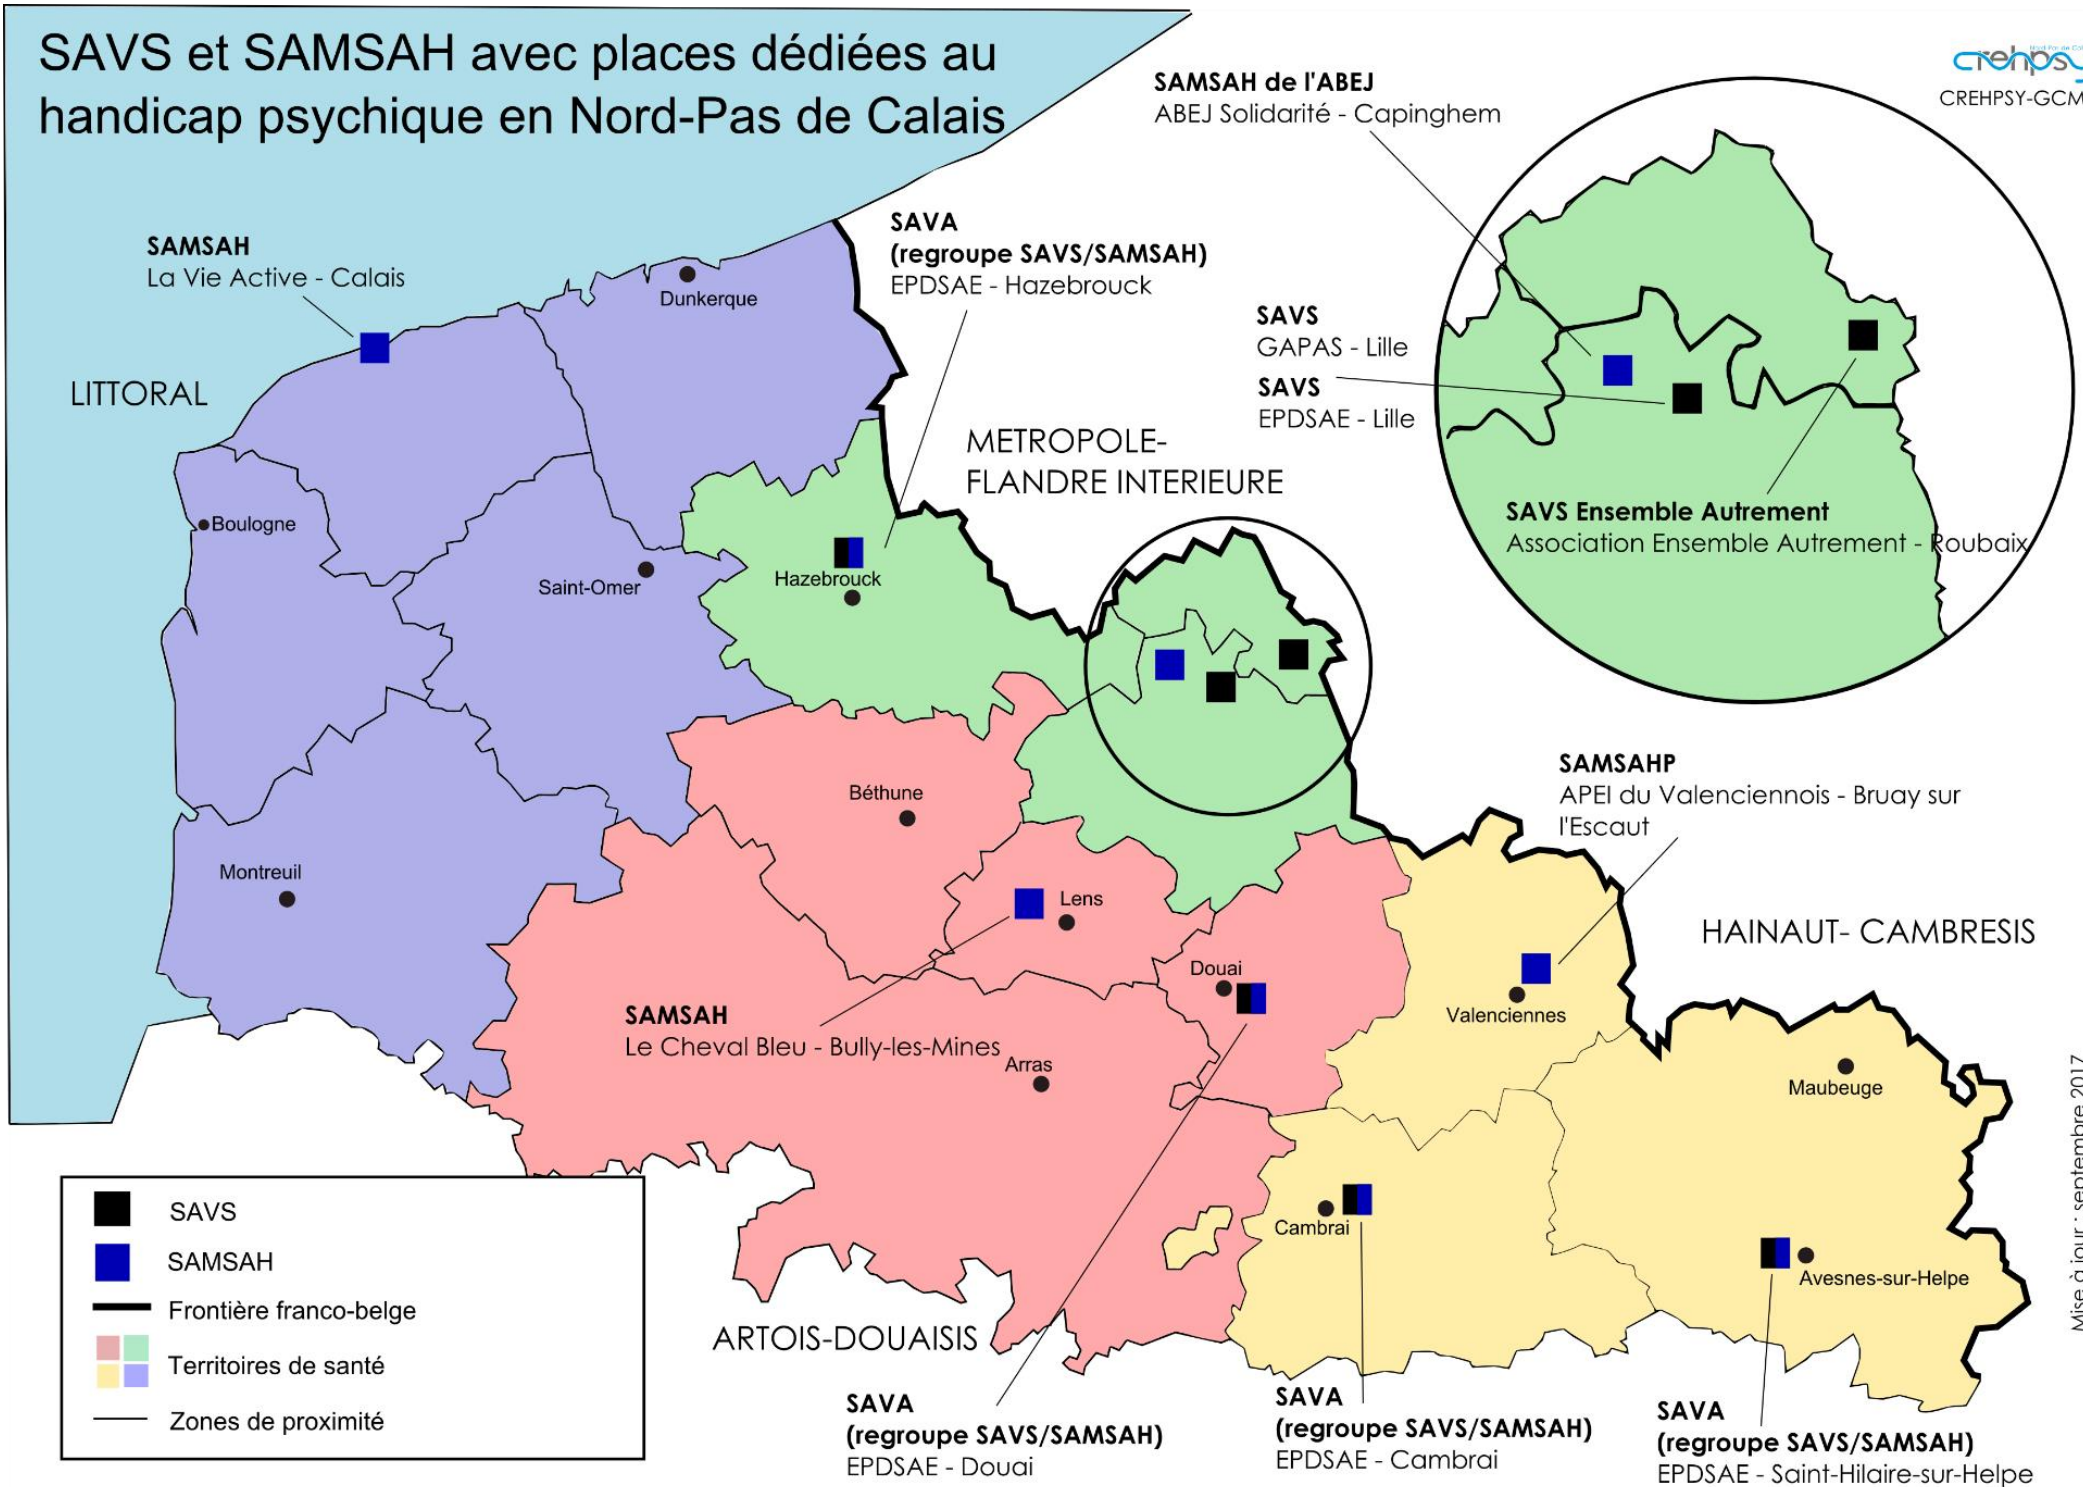 SAVS et SAMSAH avec places dédiées au
handicap psychique en Nord-Pas de Calais
crehpsy
CREHPSY-GCM
SAMSAH de l'ABEJ
ABEJ Solidarité - Capinghem
SAVA
(regroupe SAVS/SAMSAH)
EPDSAE - Hazebrouck
SAMSAH
La Vie Active - Calais
Dunkerque
SAVS
GAPAS - Lille
SAVS
EPDSAE - Lille
LITTORAL
METROPOLE-
FLANDRE INTERIEURE
SAVS Ensemble Autrement
Association Ensemble Autrement - Roubaix
Boulogne
Saint-Omer
Hazebrouck
SAMSAHP
APEI du Valenciennois - Bruay sur
l'Escaut
Béthune
Montreuil
Lens
HAINAUT- CAMBRESIS
Douai
Valenciennes
SAMSAH
Le Cheval Bleu - Bully-les-Mines
Arras
Maubeuge
Mise à jour : septembre 2017
Cambrai
Avesnes-sur-Helpe
SAVS
SAMSAH
Frontière franco-belge
Territoires de santé
Zones de proximité
ARTOIS-DOUAISIS
SAVA
(regroupe SAVS/SAMSAH)
EPDSAE - Douai
SAVA
(regroupe SAVS/SAMSAH)
EPDSAE - Cambrai
SAVA
(regroupe SAVS/SAMSAH)
EPDSAE - Saint-Hilaire-sur-Helpe